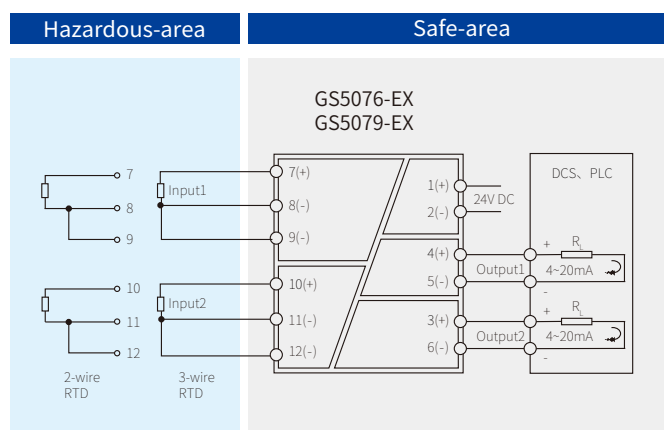 Hazardous-area
Safe-area
GS5076-EX
GS5079-EX
7
8
9
Input1
7(+)
8(-)
9(-)
1(+)
2(-)
24V DC
DCS、PLC
4(+)
5(-)
Output1
+ RL
4~20mA
-
10
11
12
Input2
10(+)
11(-)
12(-)
3(+)
6(-)
Output2
+ RL
4~20mA
-
2-wire
RTD
3-wire
RTD